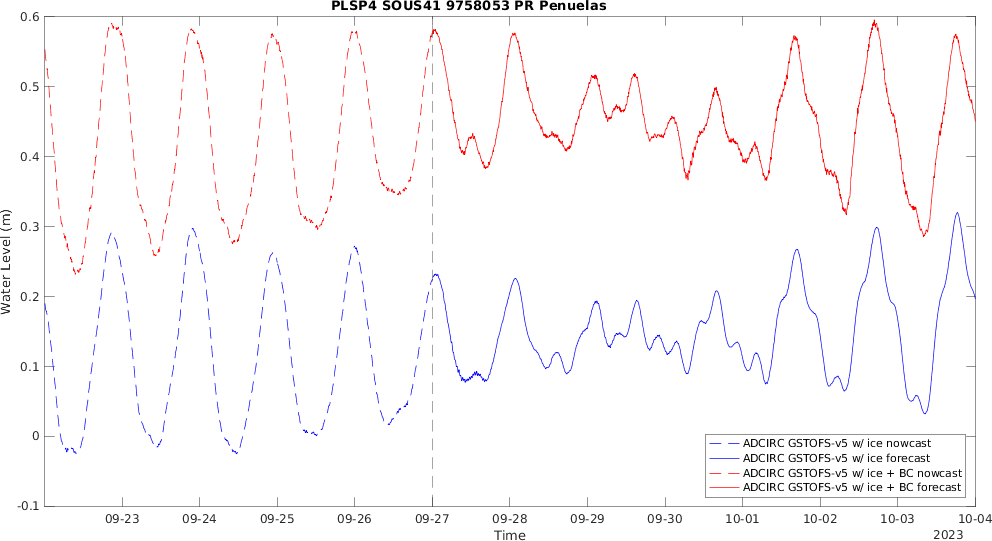 PLSP4 SOUS41 9758053 PR Penuelas
Water Level (m)
0.6
0.5
0.4
0.3
0.2
0.1
0
-0.1
09-23 09-24 09-25 09-26 09-27 09-28 09-29 09-30 10-01 10-02 10-03 10-04
Time
2023
ADCIRC GSTOFS-v5 w/ ice nowcast
ADCIRC GSTOFS-v5 w/ ice forecast
ADCIRC GSTOFS-v5 w/ ice + BC nowcast
ADCIRC GSTOFS-v5 w/ ice + BC forecast